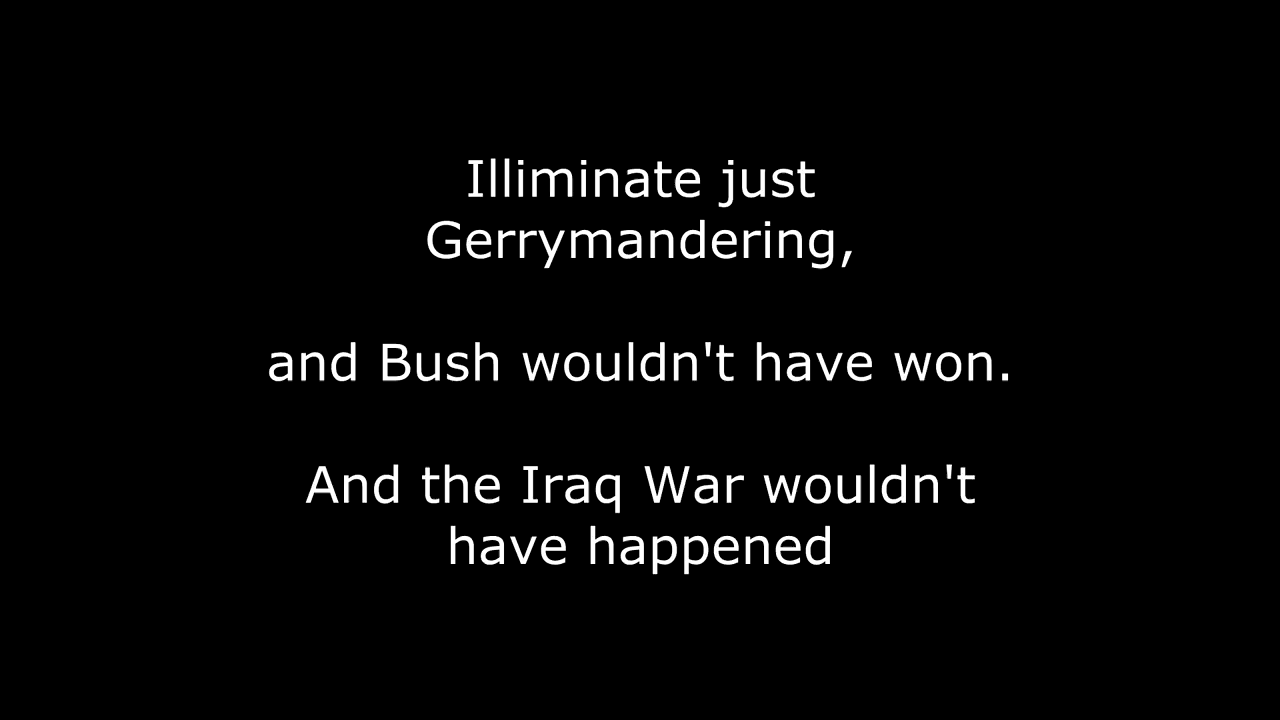 Illiminate just
Gerrymandering,
and Bush wouldn't have won.
And the Iraq War wouldn't
have happened